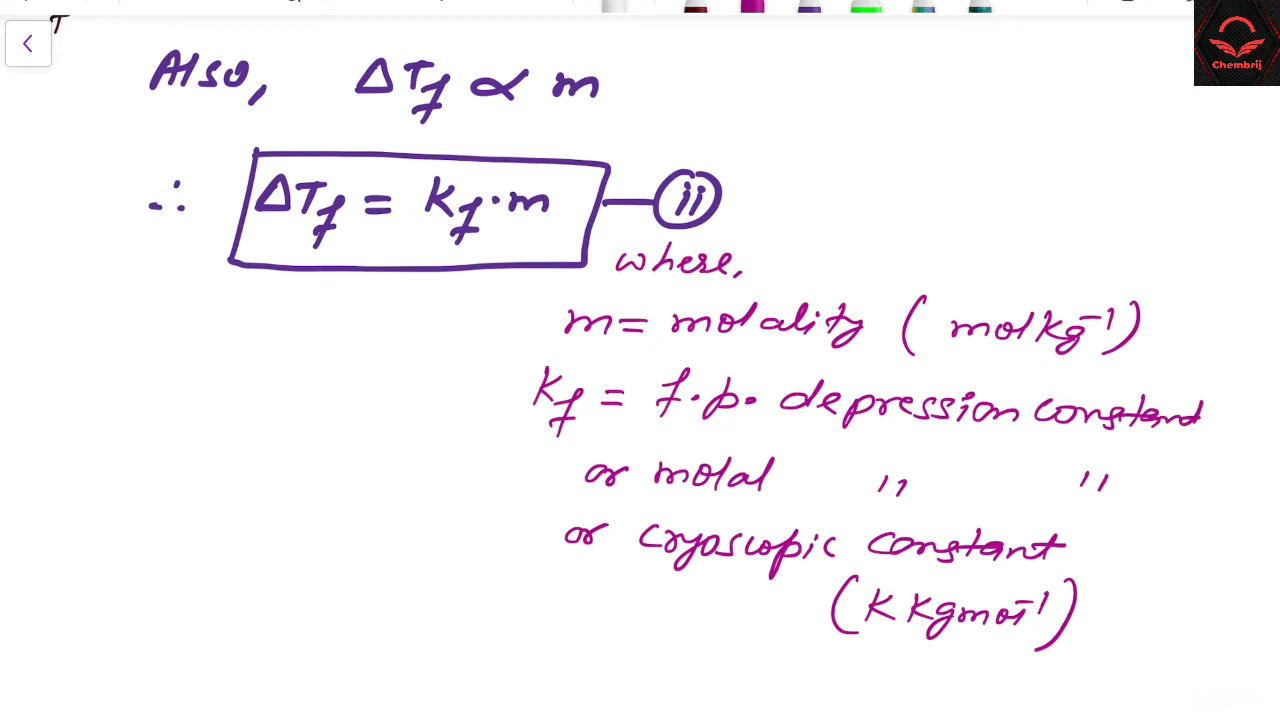 Chembrij
Also, ΔTf ∝ m
∴ ΔTf = Kf·m — ii
where,
m = molality (mol Kg⁻¹)
Kf = f.p. depression constant
or molal " "
or cryoscopic constant
(K Kg mol⁻¹)